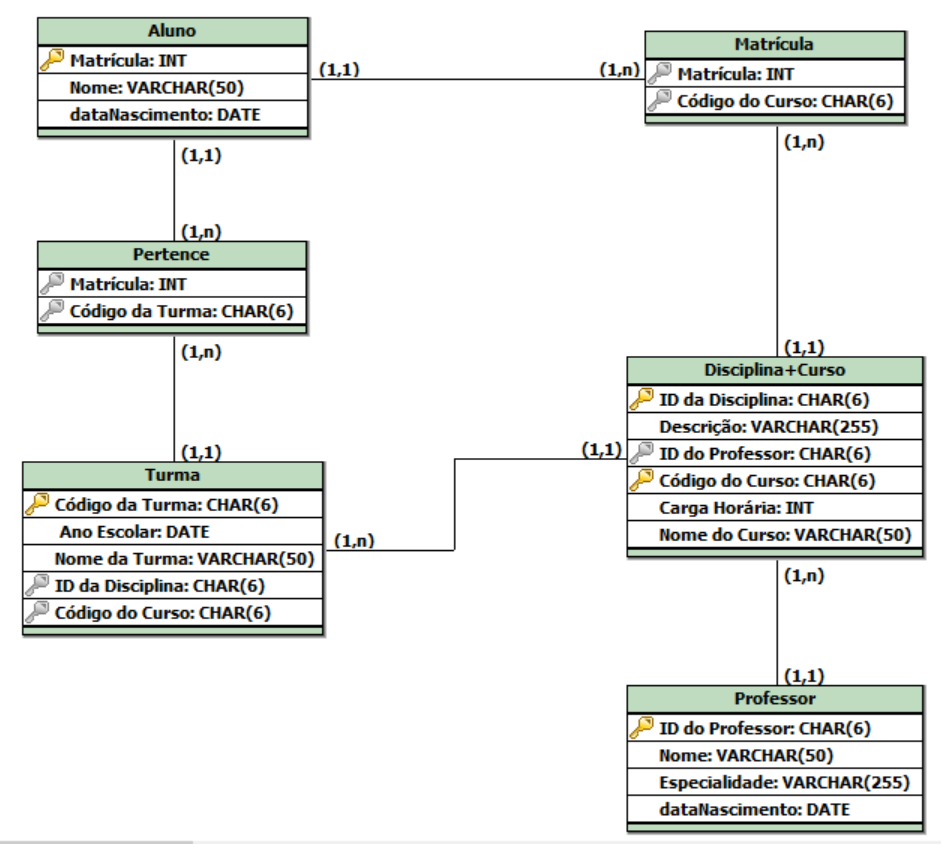 Aluno
Matrícula: INT
Nome: VARCHAR(50)
dataNascimento: DATE
(1,1)
(1,n)
Matrícula
Matrícula: INT
Código do Curso: CHAR(6)
(1,1)
(1,n)
Pertence
Matrícula: INT
Código da Turma: CHAR(6)
(1,n)
(1,1)
Turma
Código da Turma: CHAR(6)
Ano Escolar: DATE
Nome da Turma: VARCHAR(50)
ID da Disciplina: CHAR(6)
Código do Curso: CHAR(6)
(1,n)
(1,1)
(1,n)
(1,1)
Disciplina+Curso
ID da Disciplina: CHAR(6)
Descrição: VARCHAR(255)
ID do Professor: CHAR(6)
Código do Curso: CHAR(6)
Carga Horária: INT
Nome do Curso: VARCHAR(50)
(1,n)
(1,1)
Professor
ID do Professor: CHAR(6)
Nome: VARCHAR(50)
Especialidade: VARCHAR(255)
dataNascimento: DATE